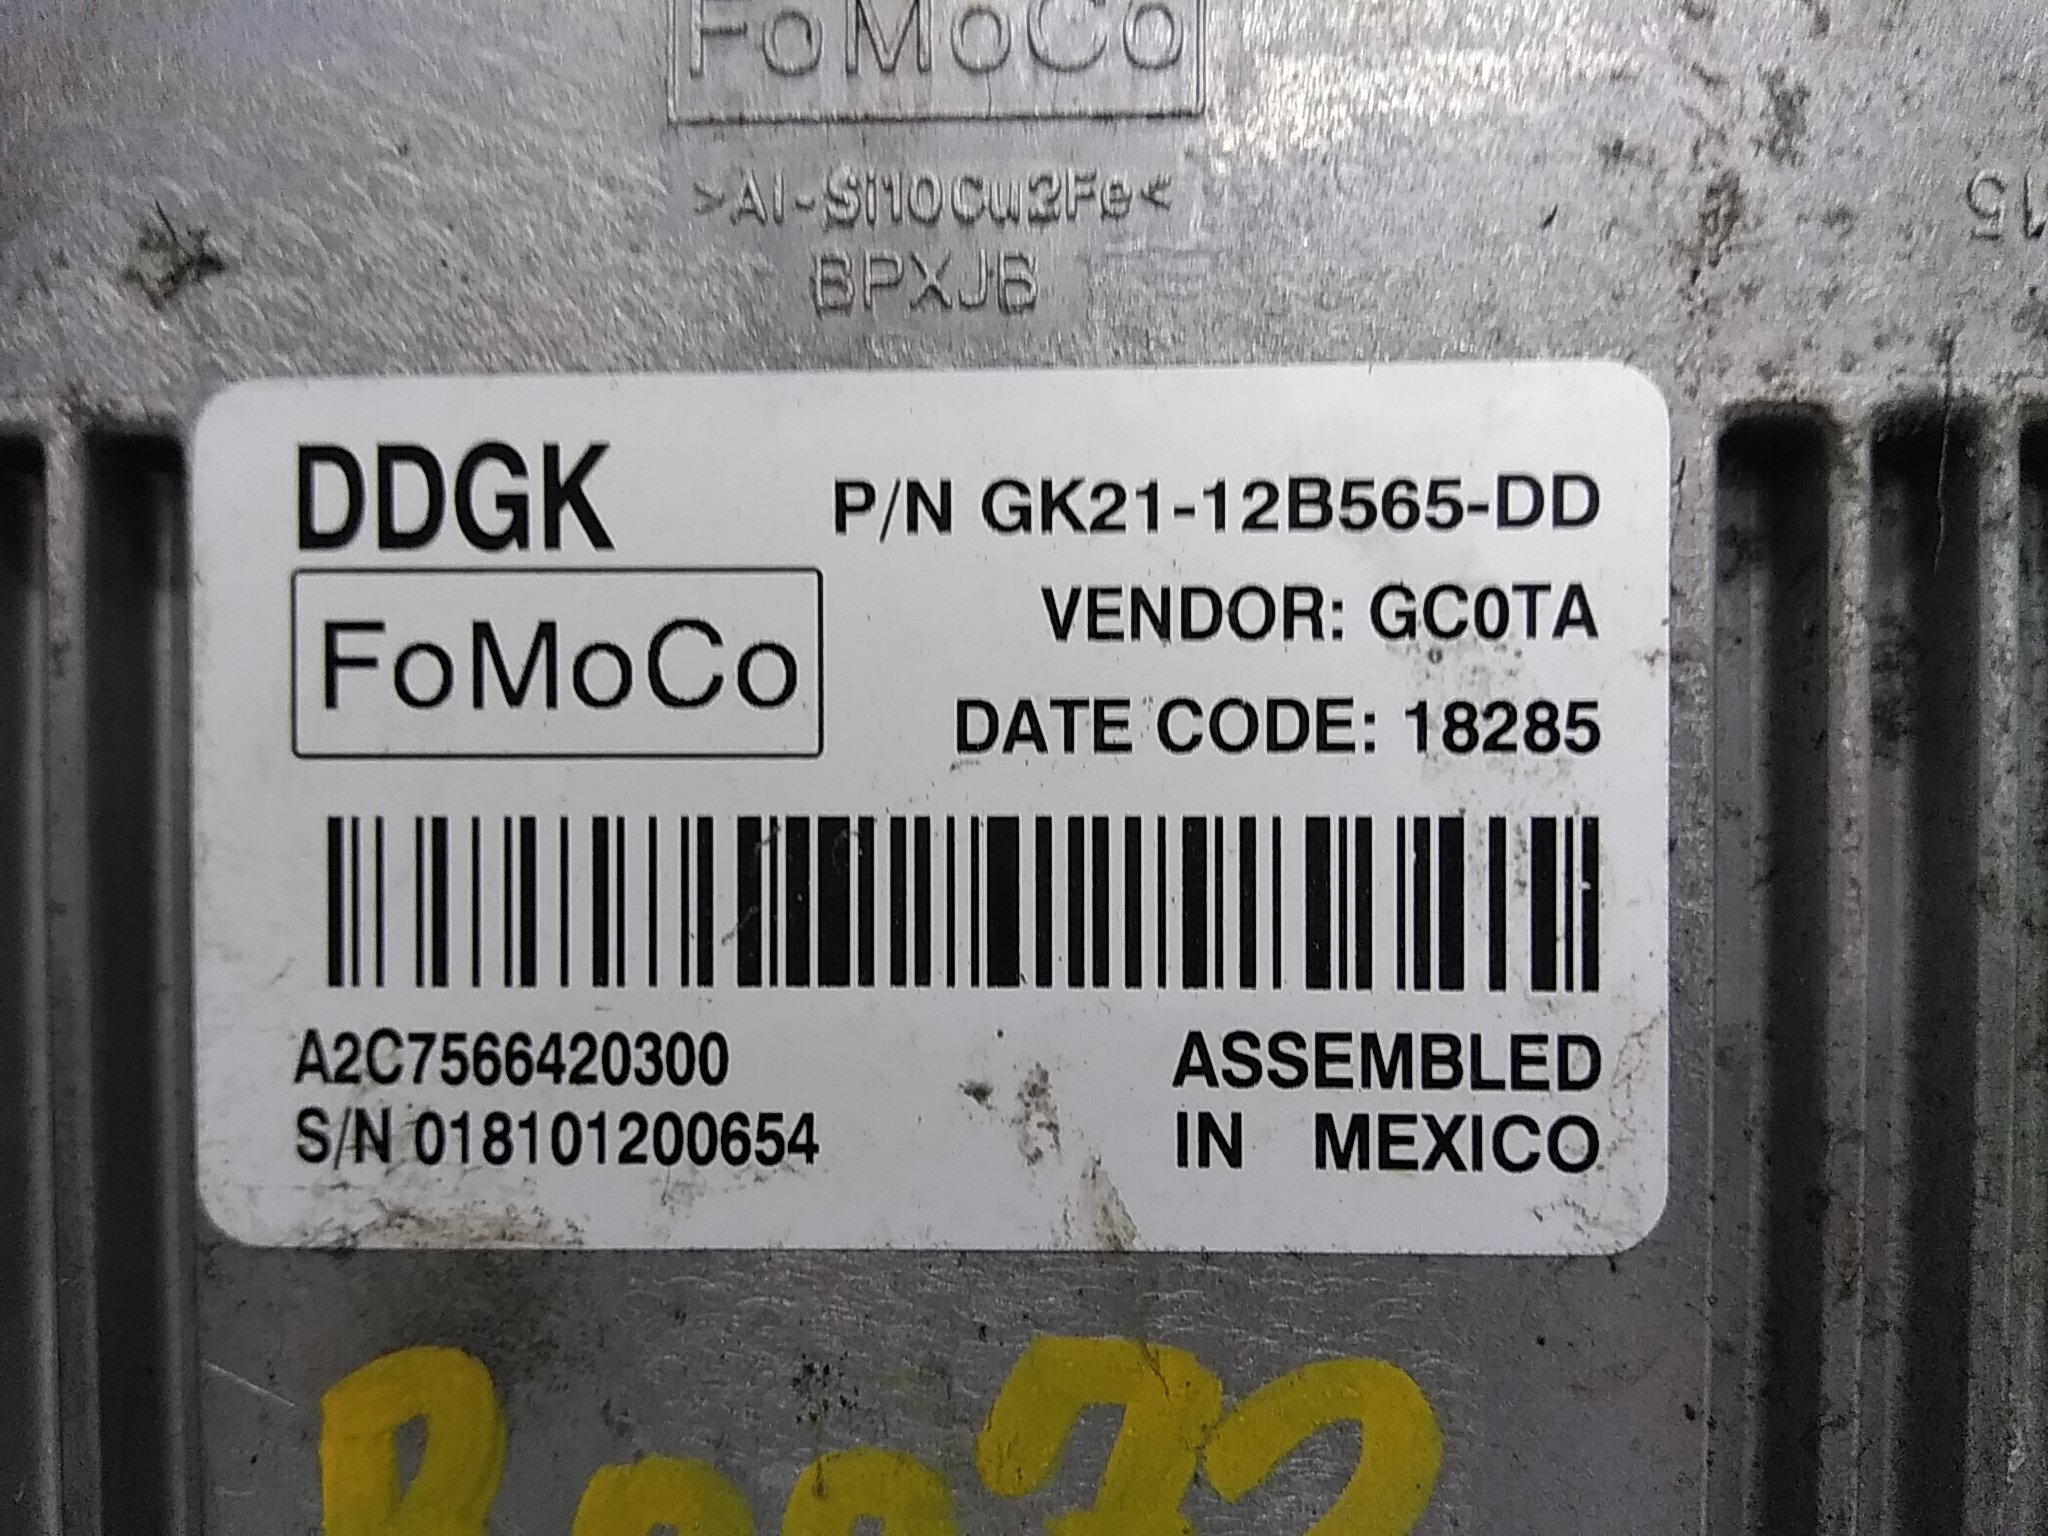 FoMoCo
>Al-Si10Cu2Fe<
BPXJB
15
DDGK
P/N GK21-12B565-DD
FoMoCo
VENDOR: GC0TA
DATE CODE: 18285
A2C7566420300
S/N 018101200654
ASSEMBLED
IN MEXICO